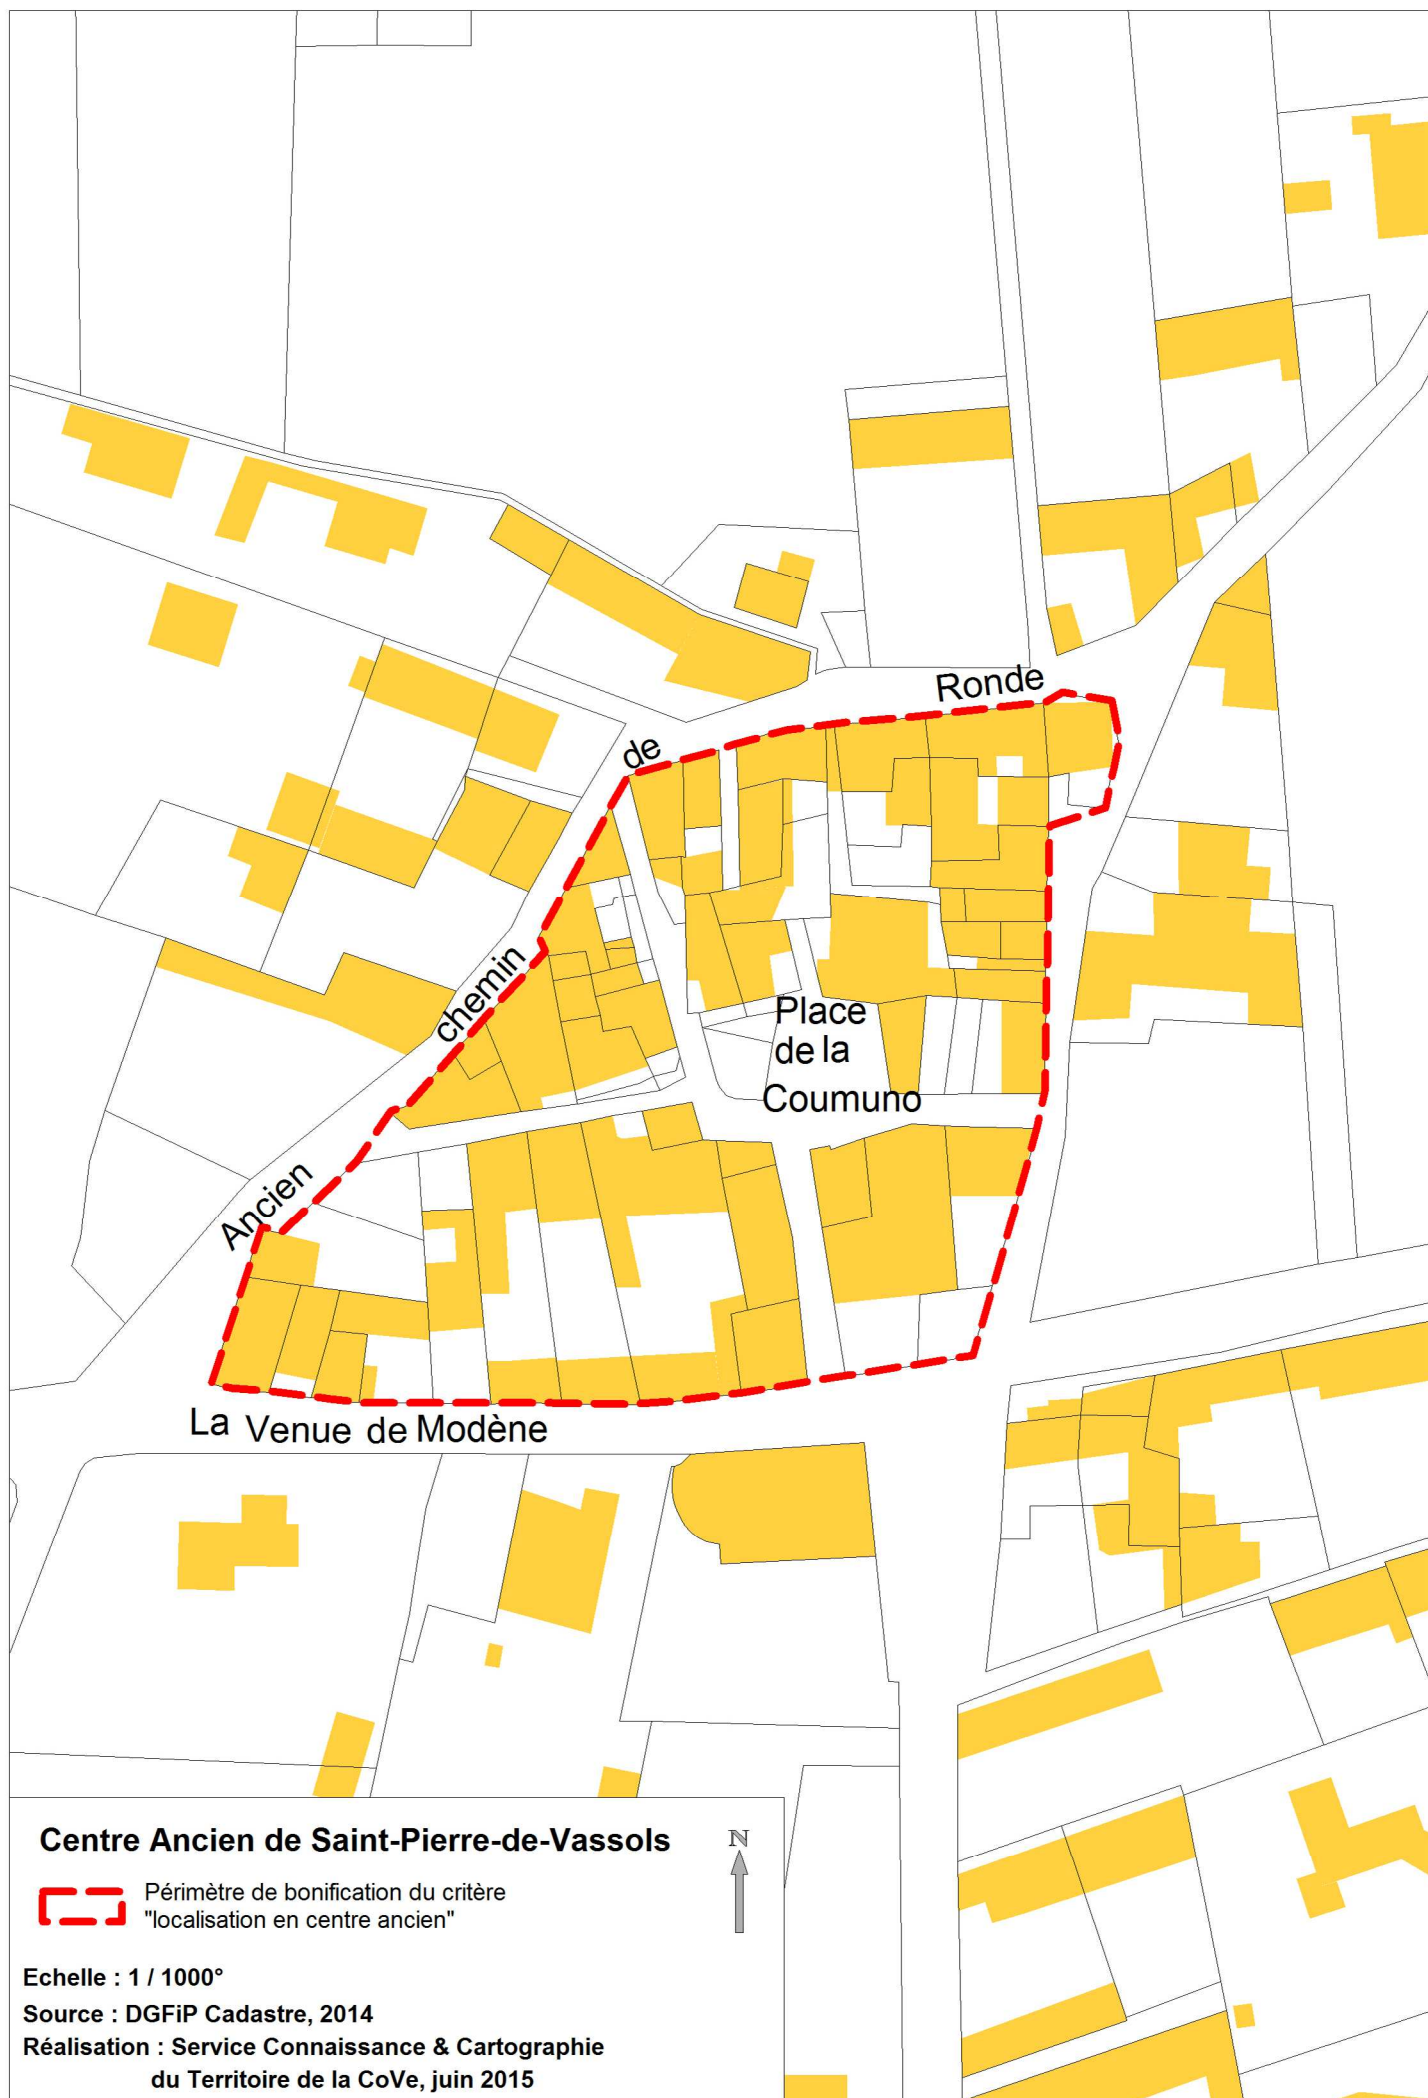 Ronde
de
chemin
Place
de la
Coumuno
Ancien
La Venue de Modène
Centre Ancien de Saint-Pierre-de-Vassols
N
Périmètre de bonification du critère
"localisation en centre ancien"
Echelle : 1 / 1000°
Source : DGFiP Cadastre, 2014
Réalisation : Service Connaissance & Cartographie
du Territoire de la CoVe, juin 2015